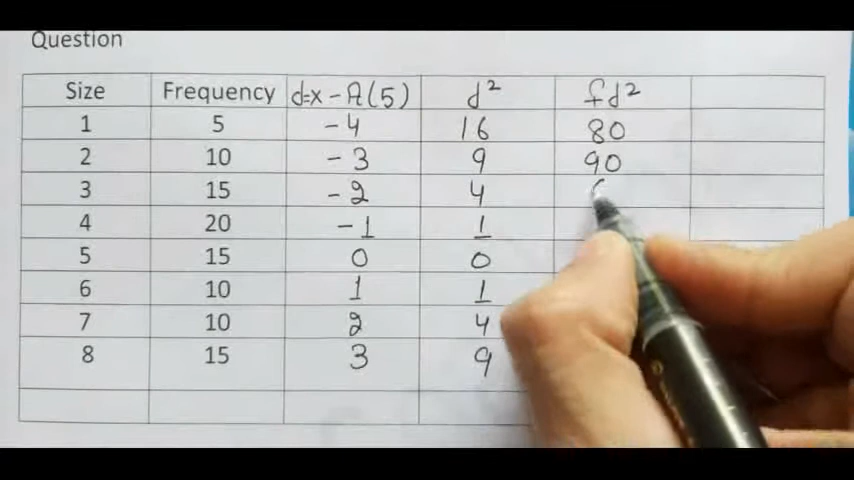 Question
Size Frequency d=x-A(5) d² fd²
1 5 -4 16 80
2 10 -3 9 90
3 15 -2 4
4 20 -1 1
5 15 0 0
6 10 1 1
7 10 2 4
8 15 3 9